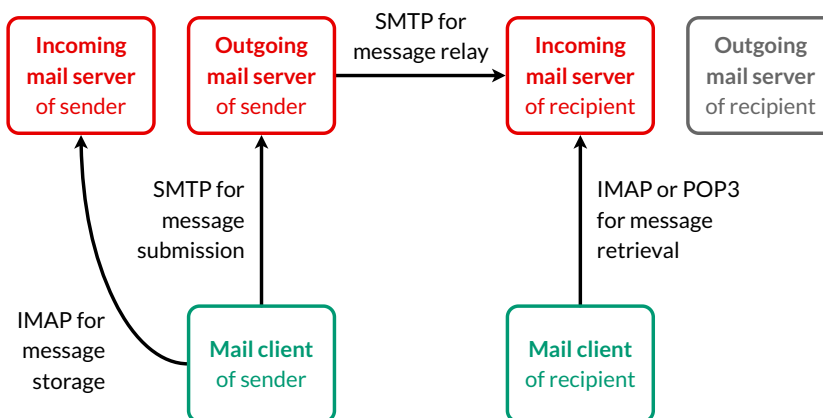 Incoming
mail server
of sender
Outgoing
mail server
of sender
SMTP for
message relay
Incoming
mail server
of recipient
Outgoing
mail server
of recipient
SMTP for
message
submission
IMAP or POP3
for message
retrieval
IMAP for
message
storage
Mail client
of sender
Mail client
of recipient